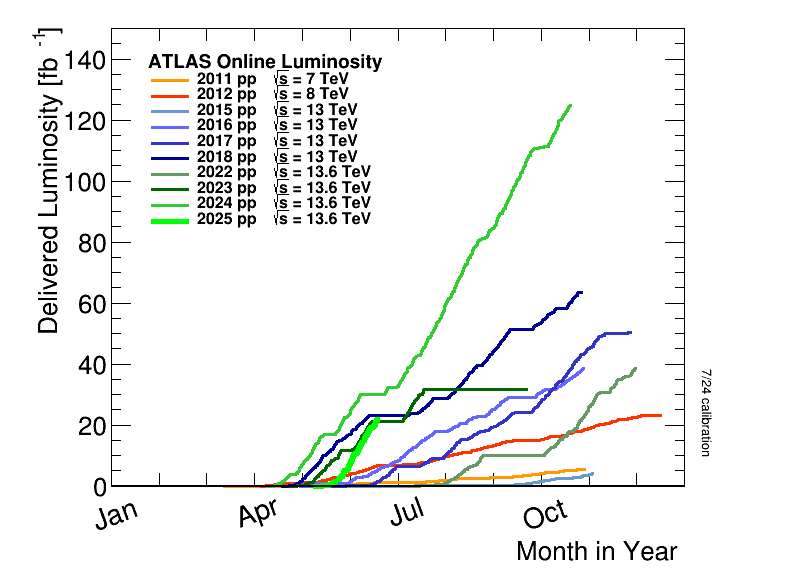 Delivered Luminosity [fb⁻¹]
140
120
100
80
60
40
20
0
ATLAS Online Luminosity
2011 pp √s = 7 TeV
2012 pp √s = 8 TeV
2015 pp √s = 13 TeV
2016 pp √s = 13 TeV
2017 pp √s = 13 TeV
2018 pp √s = 13 TeV
2022 pp √s = 13.6 TeV
2023 pp √s = 13.6 TeV
2024 pp √s = 13.6 TeV
2025 pp √s = 13.6 TeV
7/24 calibration
Jan Apr Jul Oct
Month in Year